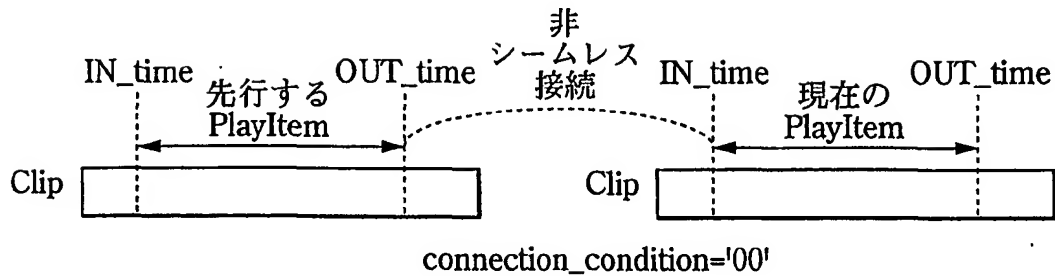 非
シームレス
接続
IN_time
先行する
PlayItem
OUT_time
IN_time
現在の
PlayItem
OUT_time
Clip
Clip
connection_condition='00'